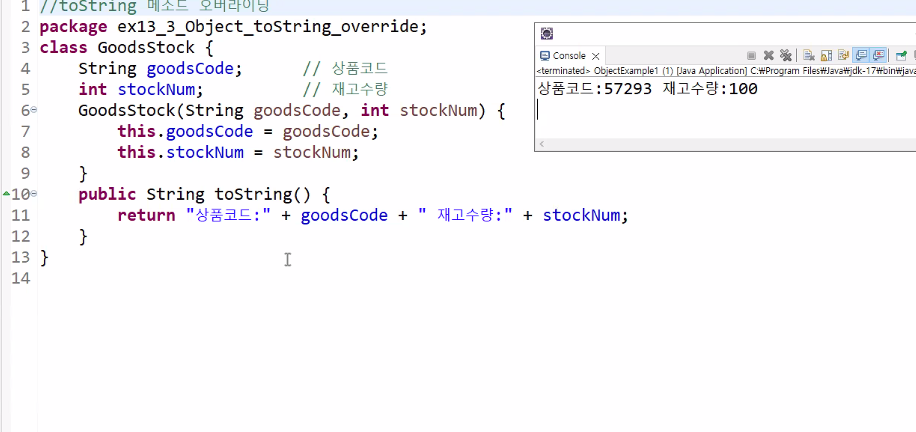 1 //toString 메소드 오버라이딩
2 package ex13_3_Object_toString_override;
3 class GoodsStock {
4 String goodsCode; // 상품코드
5 int stockNum; // 재고수량
6 GoodsStock(String goodsCode, int stockNum) {
7 this.goodsCode = goodsCode;
8 this.stockNum = stockNum;
9 }
10 public String toString() {
11 return "상품코드:" + goodsCode + " 재고수량:" + stockNum;
12 }
13 }
14
Console
<terminated> ObjectExample1 (1) [Java Application] C:₩Program Files₩Java₩jdk-17₩bin₩java
상품코드:57293 재고수량:100